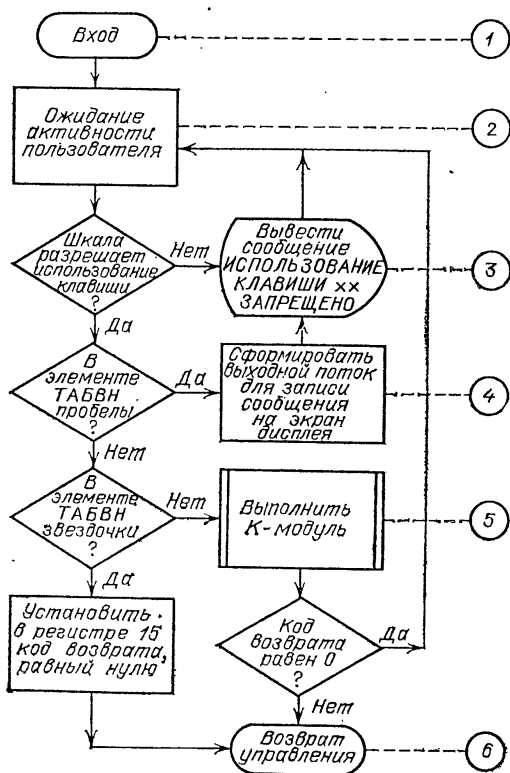 Вход
1
Ожидание
активности
пользователя
2
Шкала
разрешает
использование
клавиши
?
Нет
Вывести
сообщение
ИСПОЛЬЗОВАНИЕ
КЛАВИШИ хх
ЗАПРЕЩЕНО
3
Да
В
элементе
ТАБВН
пробелы
?
Да
Сформировать
выходной поток
для записи
сообщения
на экран
дисплея
4
Нет
В
элементе
ТАБВН
звездочки
?
Нет
Выполнить
К-модуль
5
Да
Установить
в регистре 15
код возврата,
равный нулю
Код
возврата
равен 0
?
Да
Нет
Возврат
управления
6